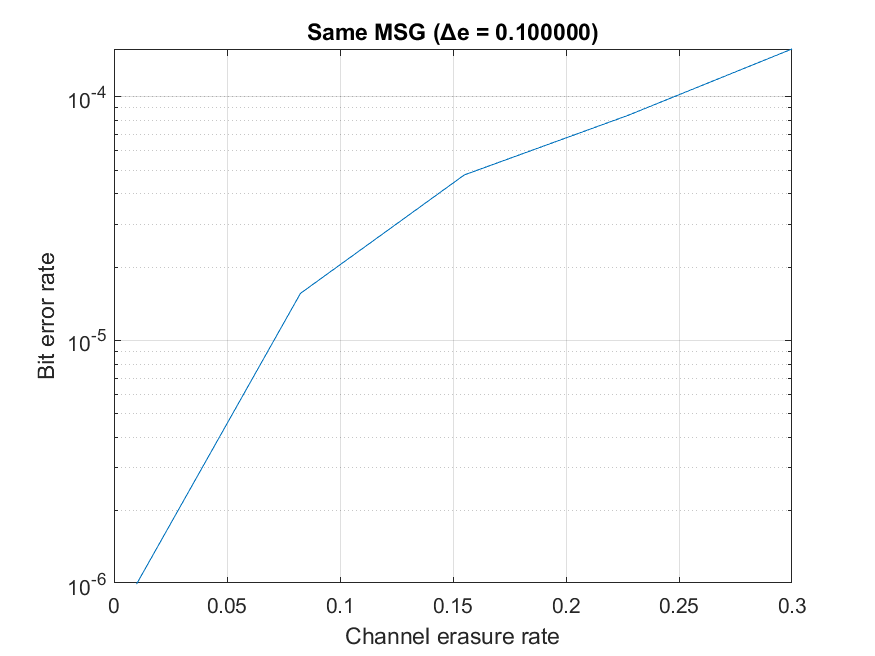 Same MSG (Δe = 0.100000)
10⁻⁴
10⁻⁵
10⁻⁶
Bit error rate
0 0.05 0.1 0.15 0.2 0.25 0.3
Channel erasure rate